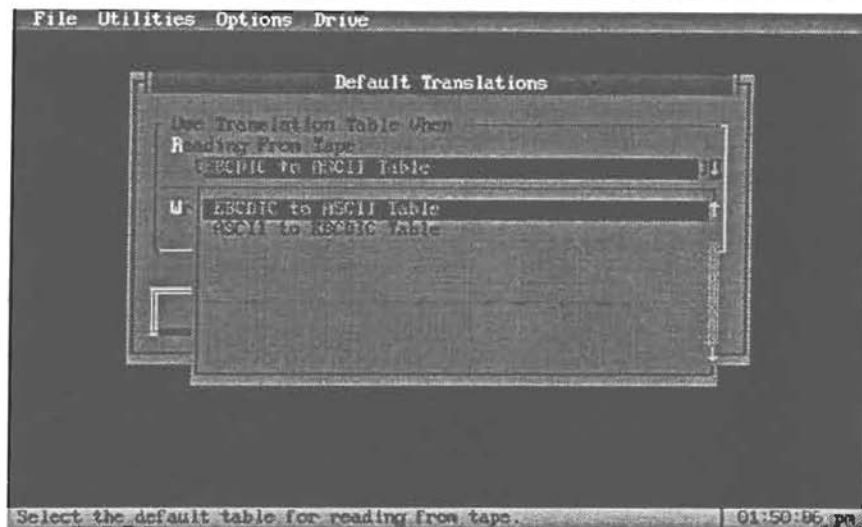 File Utilities Options Drive
Default Translations
Use Translation Table When
Reading From Tape
EBCDIC to ASCII Table
W
EBCDIC to ASCII Table
ASCII to EBCDIC Table
Select the default table for reading from tape.
01:50:06 pm